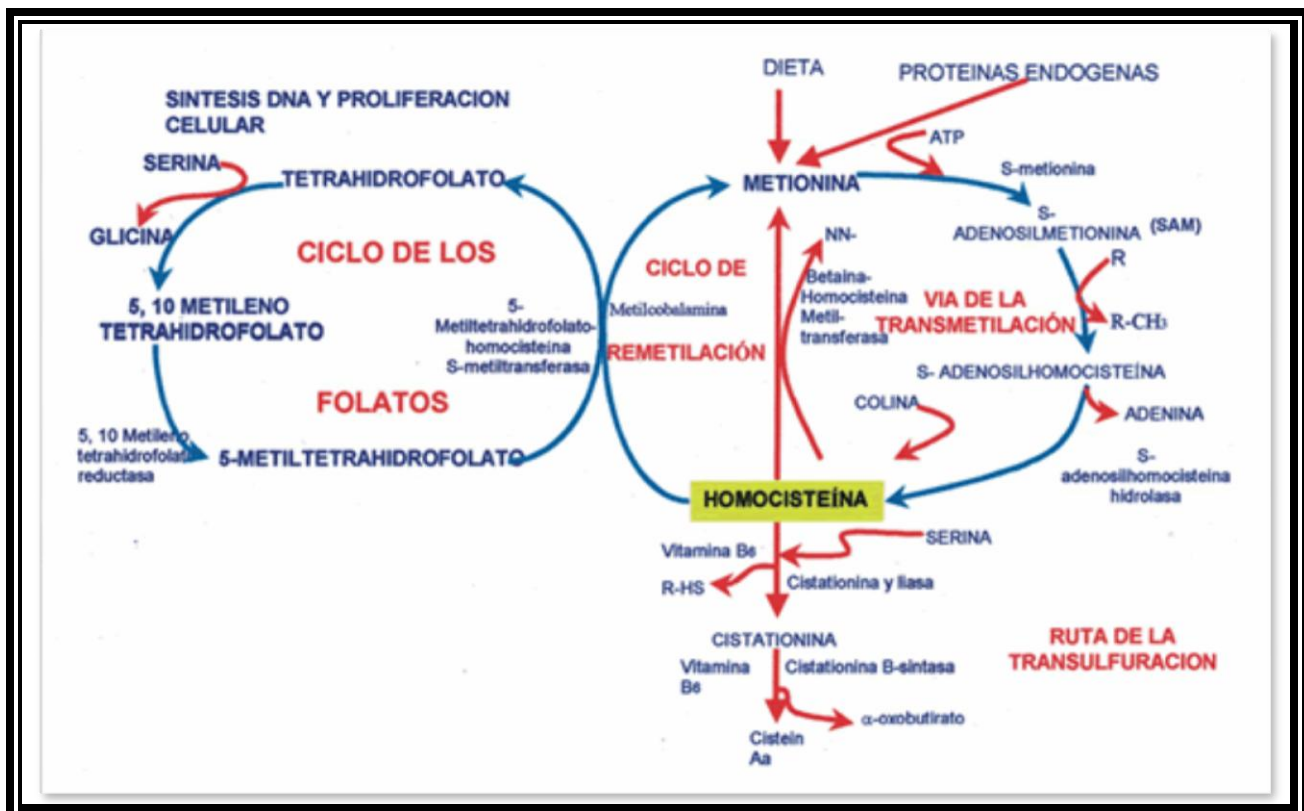 SINTESIS DNA Y PROLIFERACION
CELULAR
SERINA
TETRAHIDROFOLATO
GLICINA
CICLO DE LOS
5, 10 METILENO
TETRAHIDROFOLATO
FOLATOS
5, 10 Metileno
tetrahidrofolato
reductasa
5-METILTETRAHIDROFOLATO
5-
Metiltetrahidrofolato-
homocisteína
S-metiltransferasa
DIETA
PROTEINAS ENDOGENAS
ATP
METIONINA
S-metionina
S-
ADENOSILMETIONINA (SAM)
CICLO DE
Metilcobalamina
REMETILACIÓN
NN-
Betaina-
Homocisteina
Metil-
transferasa
VIA DE LA
TRANSMETILACIÓN
R
R-CH3
S- ADENOSILHOMOCISTEÍNA
COLINA
ADENINA
S-
adenosilhomocisteina
hidrolasa
HOMOCISTEÍNA
Vitamina B6
SERINA
R-HS
Cistationina y liasa
CISTATIONINA
Vitamina
B6
Cistationina B-sintasa
α-oxobutirato
Cistein
Aa
RUTA DE LA
TRANSULFURACION